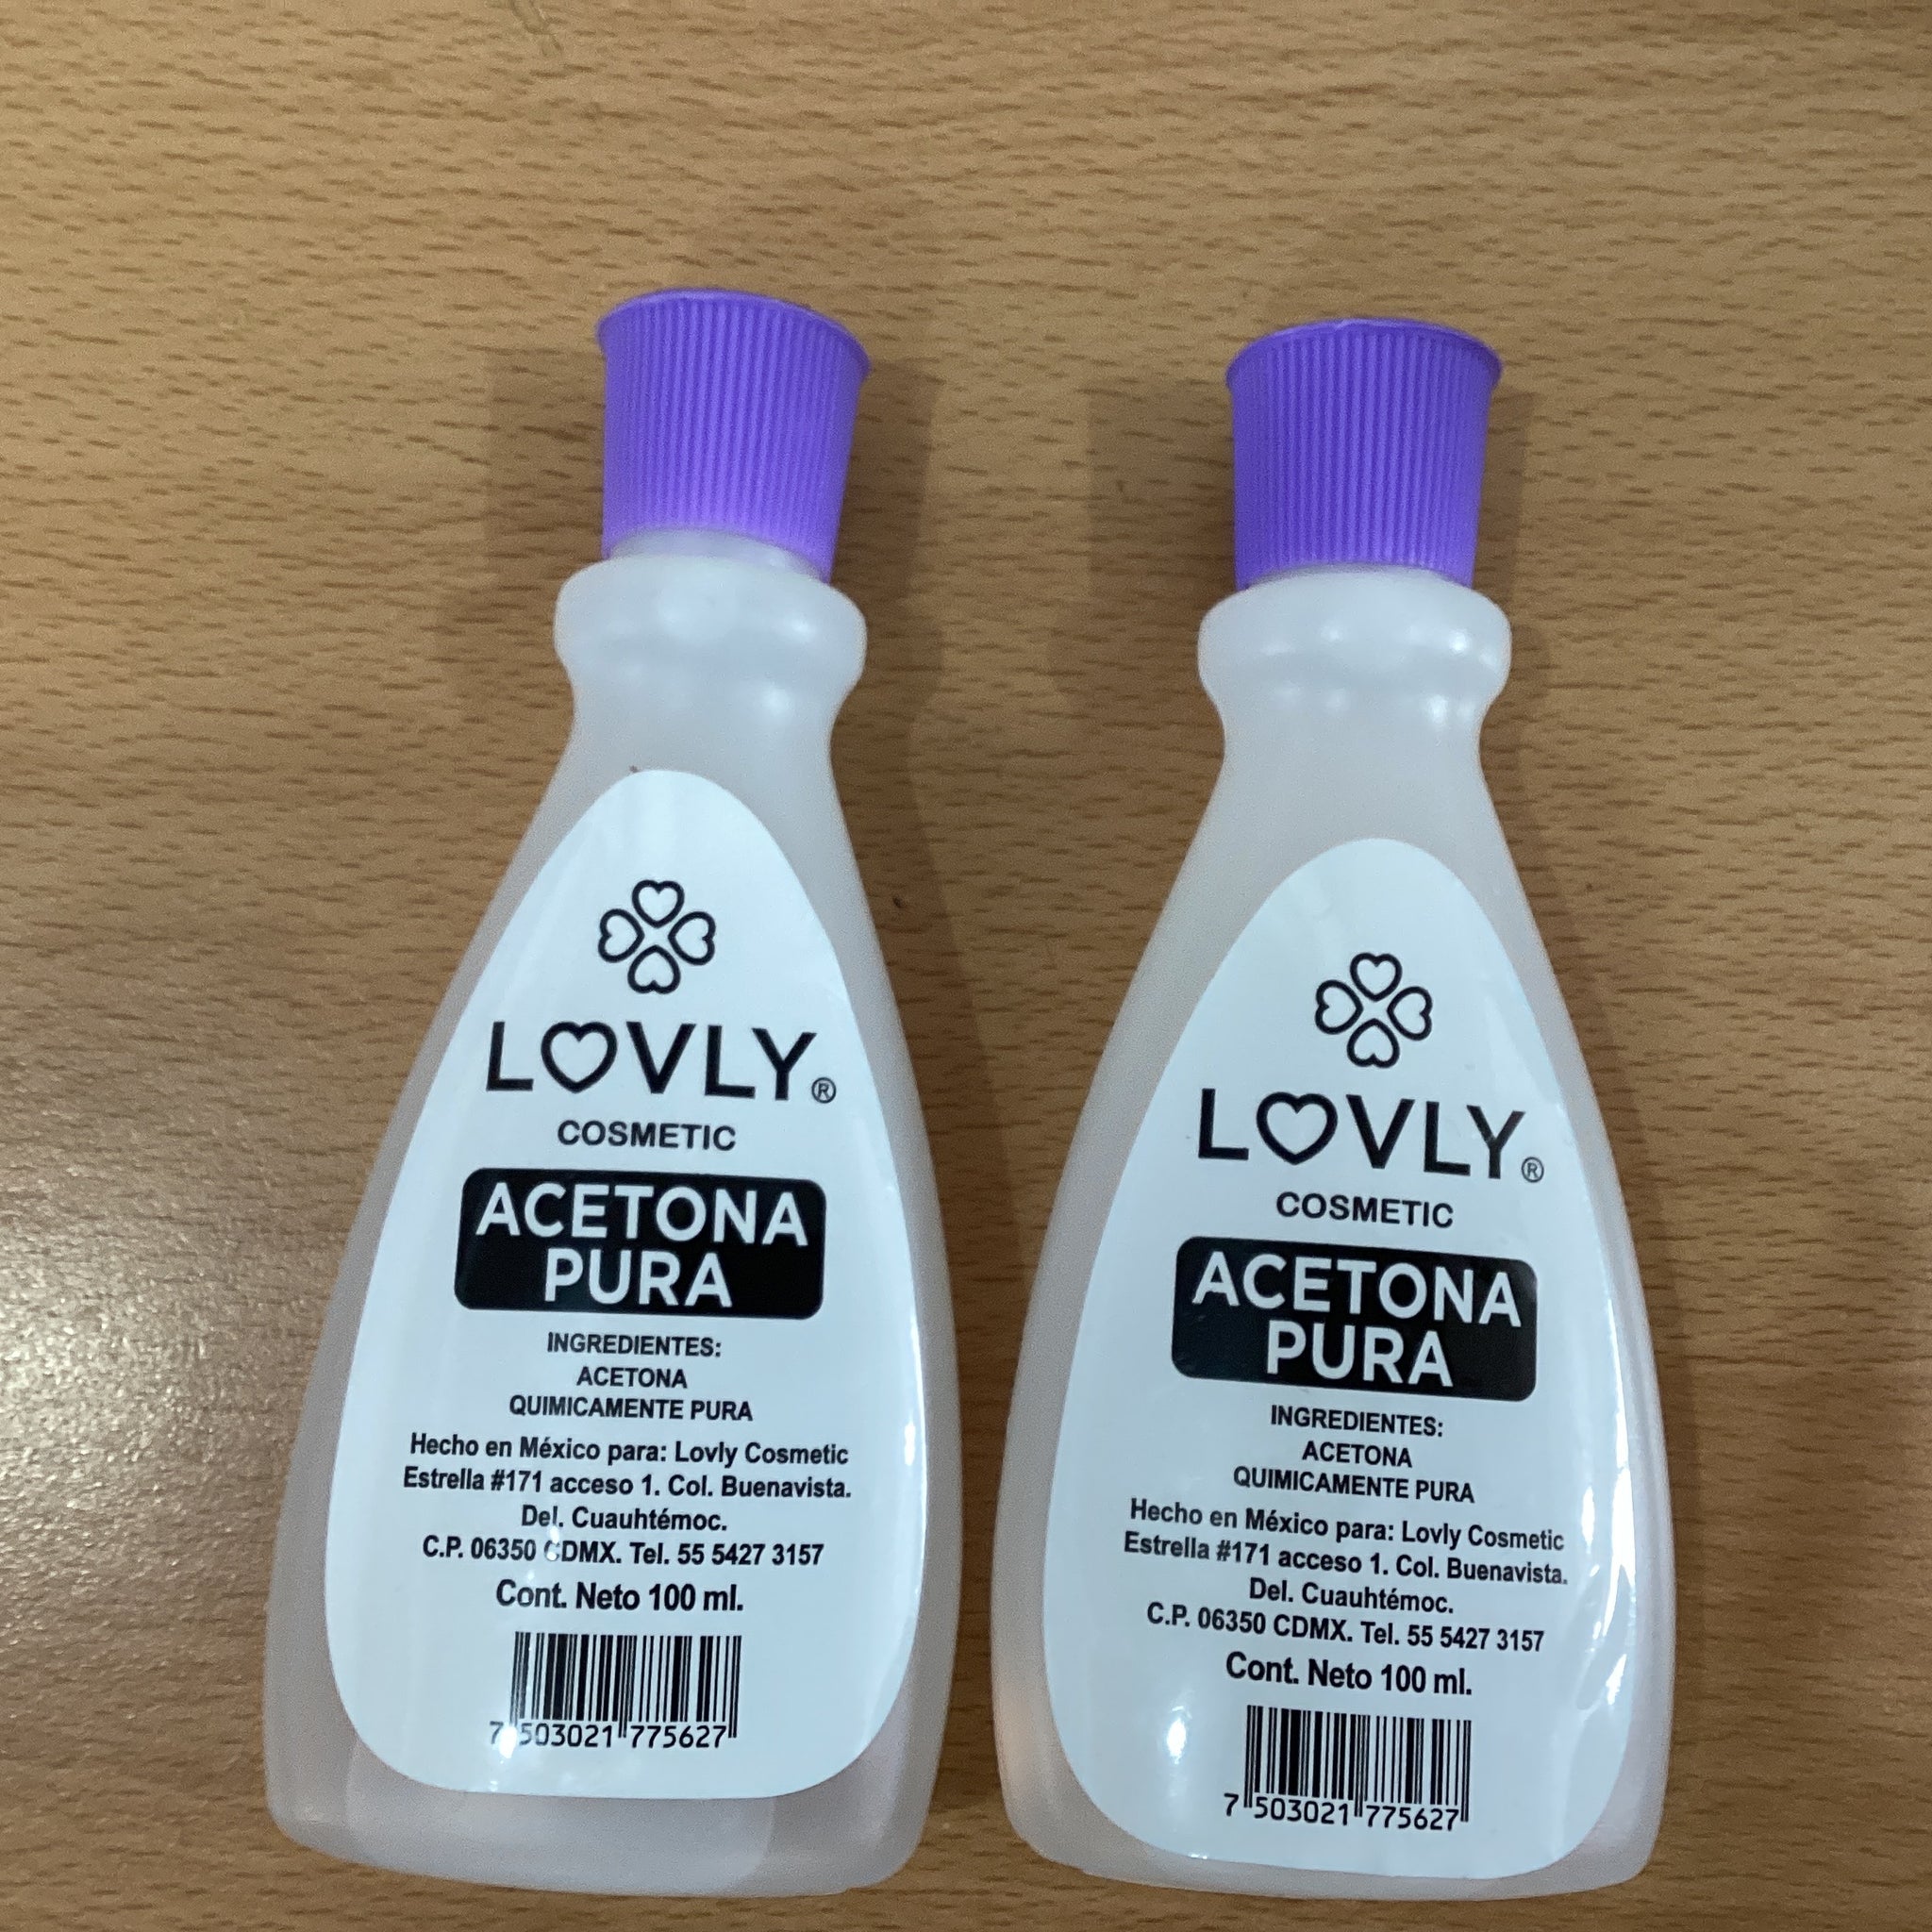 LOVLY®
COSMETIC
ACETONA
PURA
INGREDIENTES:
ACETONA
QUIMICAMENTE PURA
Hecho en México para: Lovly Cosmetic
Estrella #171 acceso 1. Col. Buenavista.
Del. Cuauhtémoc.
C.P. 06350 CDMX. Tel. 55 5427 3157
Cont. Neto 100 ml.
7 503021 775627
LOVLY®
COSMETIC
ACETONA
PURA
INGREDIENTES:
ACETONA
QUIMICAMENTE PURA
Hecho en México para: Lovly Cosmetic
Estrella #171 acceso 1. Col. Buenavista.
Del. Cuauhtémoc.
C.P. 06350 CDMX. Tel. 55 5427 3157
Cont. Neto 100 ml.
7 503021 775627